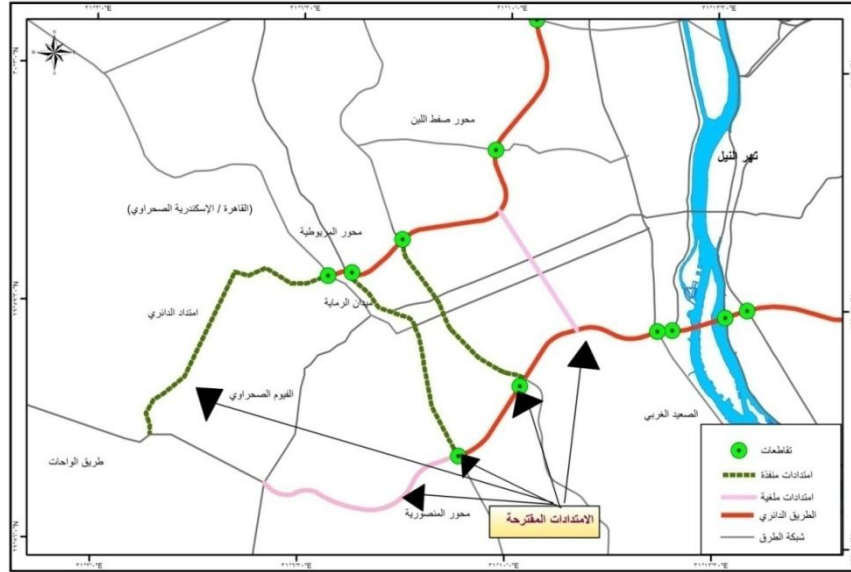 محور صفط اللبن
نهر النيل
(القاهرة / الإسكندرية الصحراوي)
محور المريوطية
ميدان الرماية
امتداد الدائري
الفيوم الصحراوي
الصعيد الغربي
طريق الواحات
محور المنصورية
الامتدادات المقترحة
تقاطعات
امتدادات منفذة
امتدادات ملغية
الطريق الدائري
شبكة الطرق